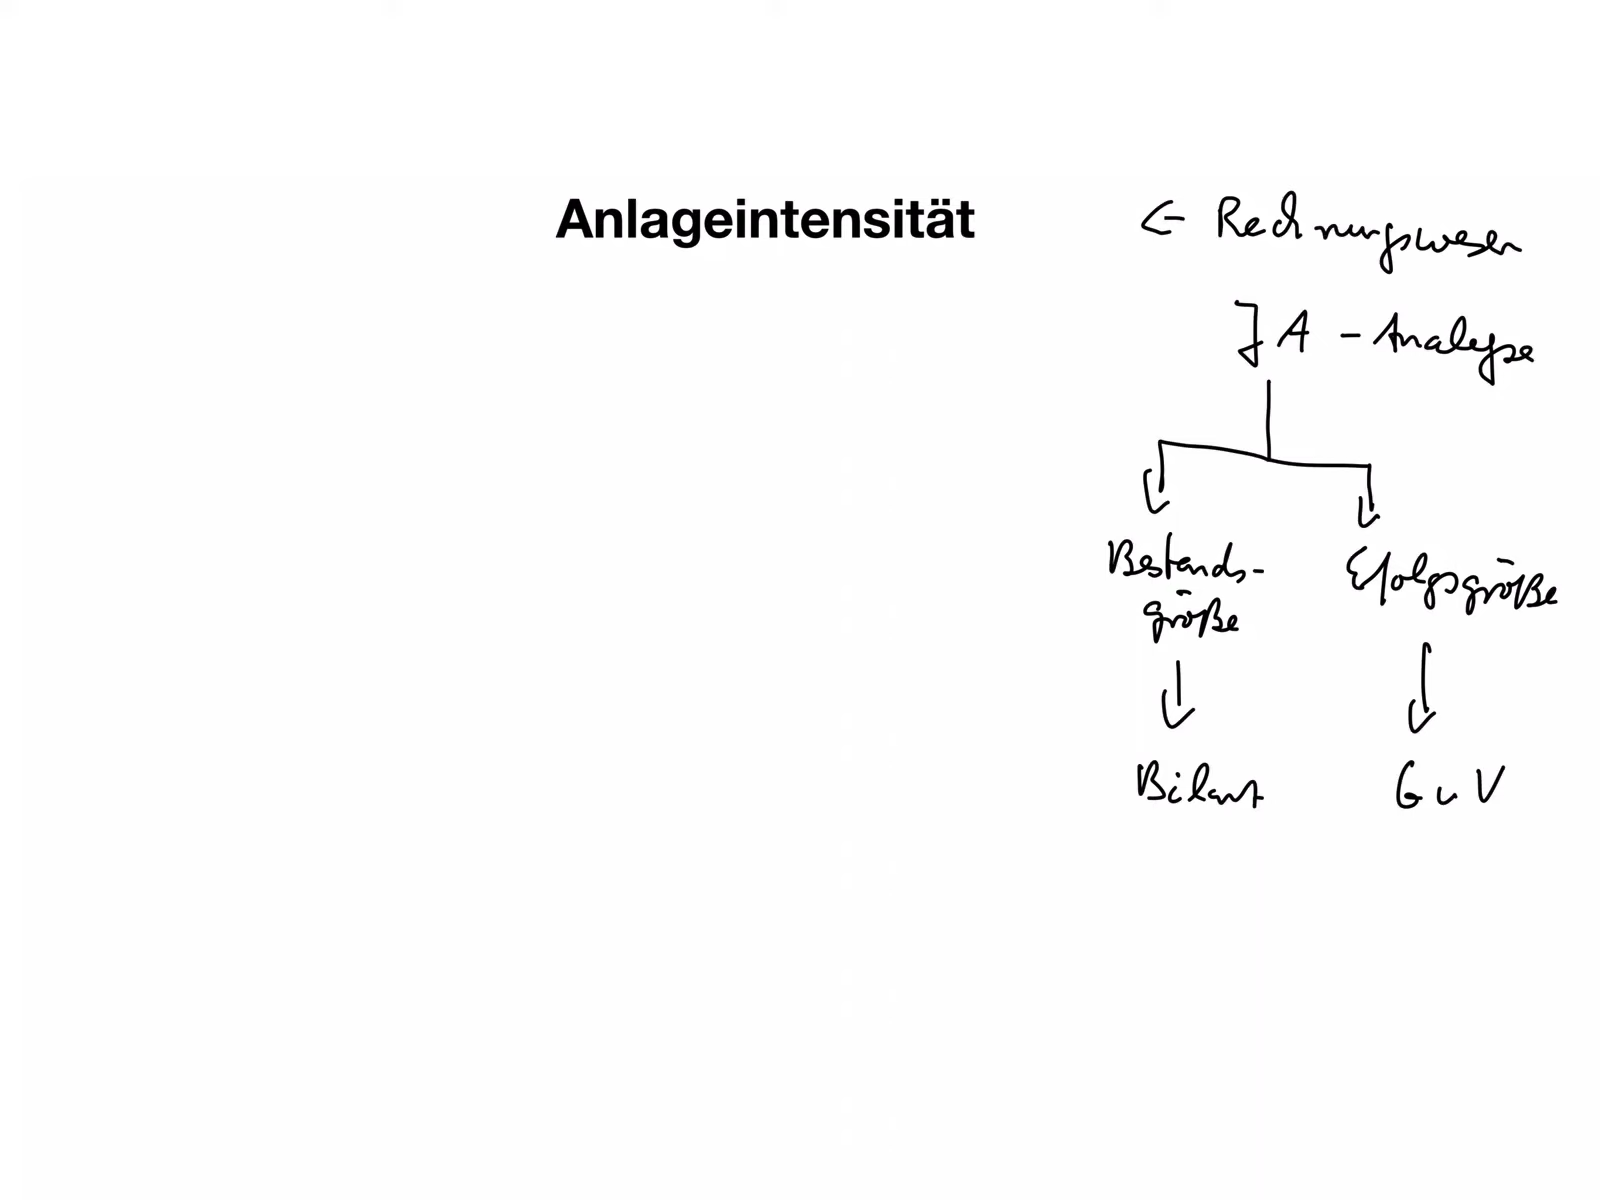 Anlageintensität ← Rechnungswesen
JA - Analyse
Bestands- Erfolgsgröße
größe
Bilanz GuV